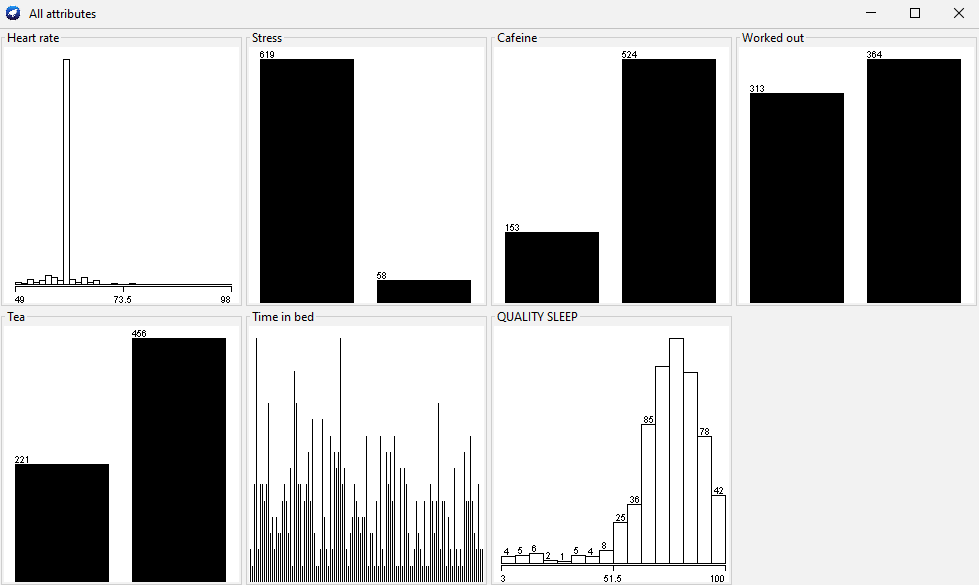 All attributes
Heart rate
49 73.5 98
Stress
619
58
Cafeine
153
524
Worked out
313
364
Tea
221
456
Time in bed
QUALITY SLEEP
4 5 6 2 1 5 4 8 25 36 85 78 42
3 51.5 100